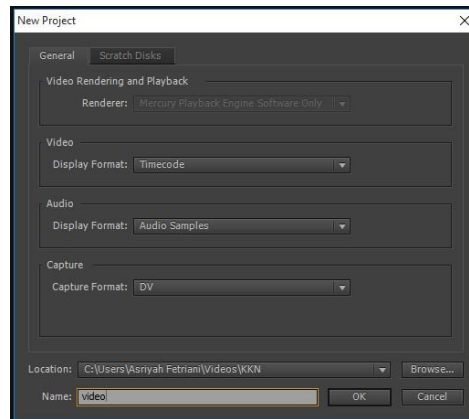 New Project
General Scratch Disks
Video Rendering and Playback
Renderer: Mercury Playback Engine Software Only
Video
Display Format: Timecode
Audio
Display Format: Audio Samples
Capture
Capture Format: DV
Location: C:\Users\Asriyah Fetriani\Videos\KKN Browse...
Name: video OK Cancel